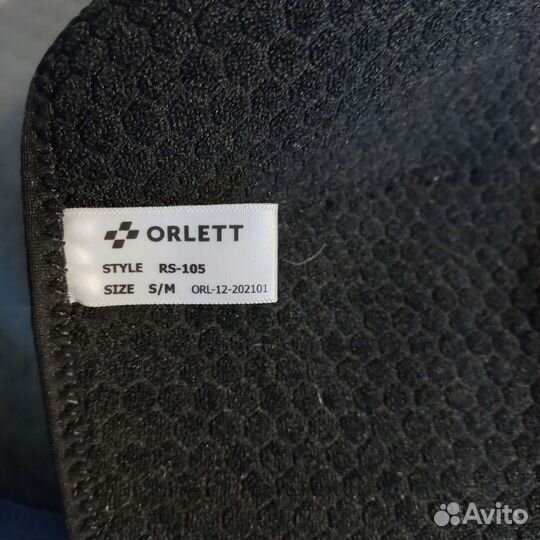 ORLETT
STYLE RS-105
SIZE S/M ORL-12-202101
Avito